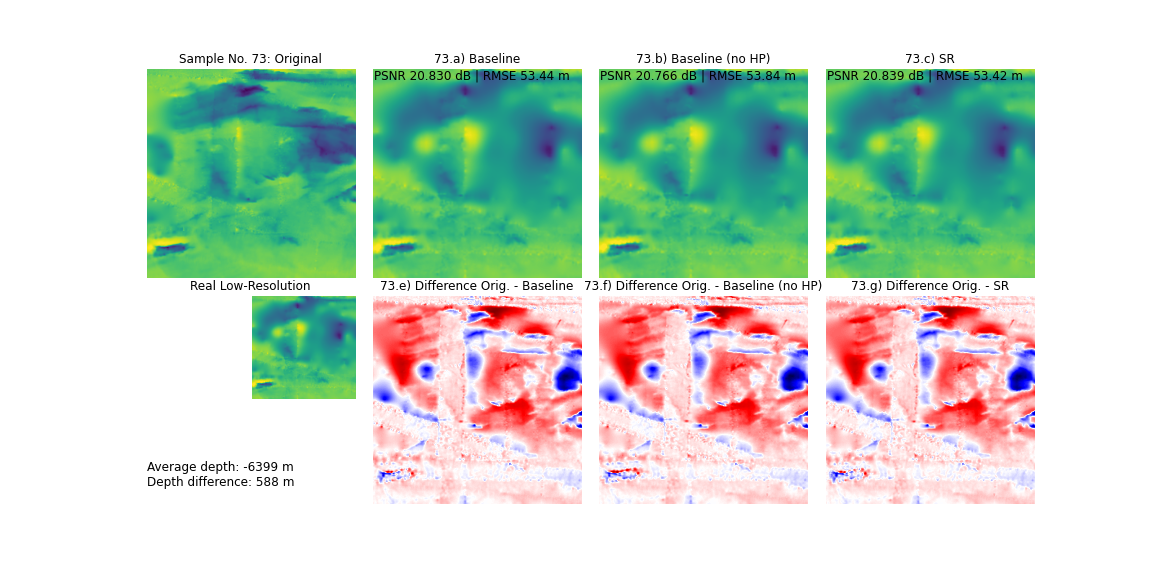 Sample No. 73: Original
73.a) Baseline
73.b) Baseline (no HP)
73.c) SR
PSNR 20.830 dB | RMSE 53.44 m
PSNR 20.766 dB | RMSE 53.84 m
PSNR 20.839 dB | RMSE 53.42 m
Real Low-Resolution
73.e) Difference Orig. - Baseline
73.f) Difference Orig. - Baseline (no HP)
73.g) Difference Orig. - SR
Average depth: -6399 m
Depth difference: 588 m